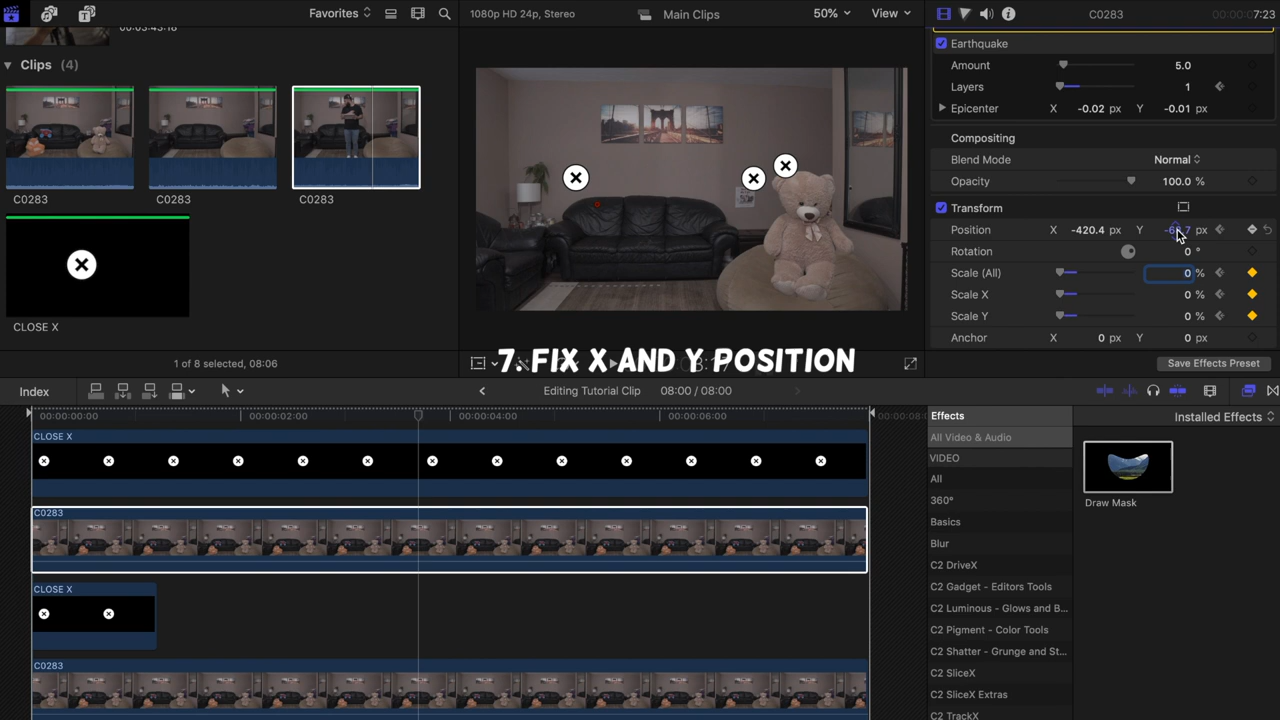 Favorites
1080p HD 24p, Stereo
Main Clips
50%
View
C0283
7:23
Clips (4)
C0283
C0283
C0283
CLOSE X
1 of 8 selected, 08:06
Earthquake
Amount 5.0
Layers 1
Epicenter X -0.02 px Y -0.01 px
Compositing
Blend Mode Normal
Opacity 100.0 %
Transform
Position X -420.4 px Y px
Rotation 0 °
Scale (All) 0 %
Scale X 0 %
Scale Y 0 %
Anchor X 0 px Y 0 px
Save Effects Preset
7. FIX X AND Y POSITION
Index
Editing Tutorial Clip
08:00 / 08:00
00:00:00:00
00:00:02:00
00:00:04:00
00:00:06:00
CLOSE X
C0283
CLOSE X
C0283
Effects
Installed Effects
All Video & Audio
VIDEO
All
360°
Basics
Blur
C2 DriveX
C2 Gadget - Editors Tools
C2 Luminous - Glows and B...
C2 Pigment - Color Tools
C2 Shatter - Grunge and St...
C2 SliceX
C2 SliceX Extras
C2 TrackX
Draw Mask